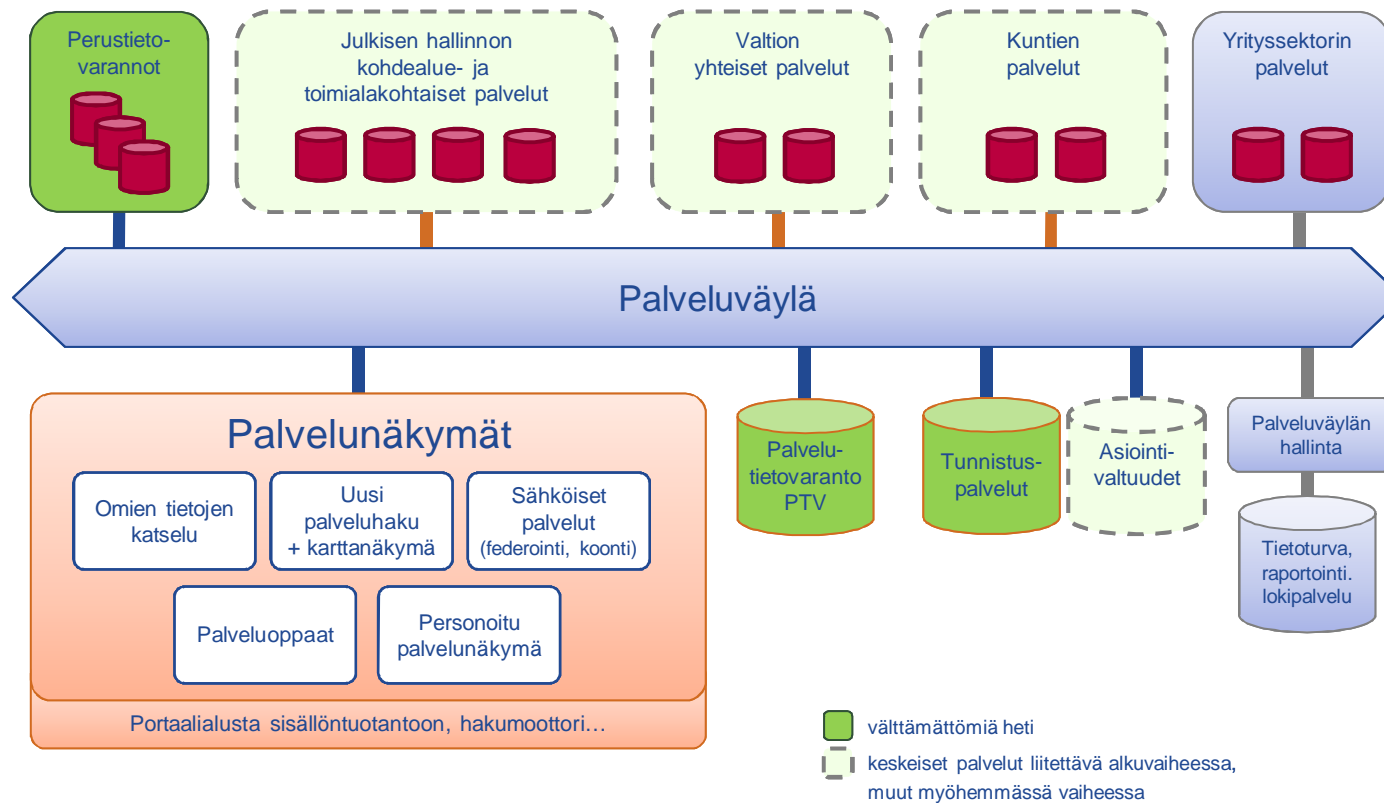 Perustieto-
varannot
Julkisen hallinnon
kohdealue- ja
toimialakohtaiset palvelut
Valtion
yhteiset palvelut
Kuntien
palvelut
Yrityssektorin
palvelut
Palveluväylä
Palvelunäkymät
Omien tietojen
katselu
Uusi
palveluhaku
+ karttanäkymä
Sähköiset
palvelut
(federointi, koonti)
Palveluoppaat
Personoitu
palvelunäkymä
Portaalialusta sisällöntuotantoon, hakumoottori…
Palvelu-
tietovaranto
PTV
Tunnistus-
palvelut
Asiointi-
valtuudet
Palveluväylän
hallinta
Tietoturva,
raportointi.
lokipalvelu
välttämättömiä heti
keskeiset palvelut liitettävä alkuvaiheessa,
muut myöhemmässä vaiheessa